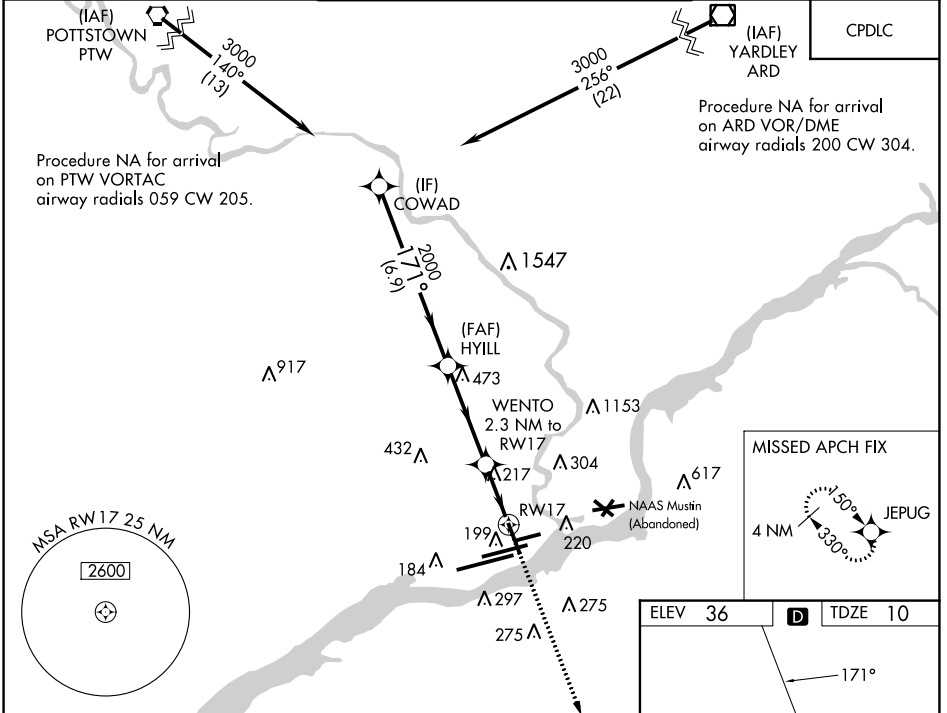 (IAF)
POTTSTOWN
PTW
3000
140°
(13)
3000
256°
(22)
(IAF)
YARDLEY
ARD
CPDLC
Procedure NA for arrival
on ARD VOR/DME
airway radials 200 CW 304.
Procedure NA for arrival
on PTW VORTAC
airway radials 059 CW 205.
(IF)
COWAD
2000
171°
(6.9)
1547
(FAF)
HYILL
917
473
WENTO
2.3 NM to
RW17
1153
432
217
304
617
RW17
NAAS Mustin
(Abandoned)
199
220
184
297
275
275
MSA RW17 25 NM
2600
MISSED APCH FIX
4 NM
150°
330°
JEPUG
ELEV 36
D
TDZE 10
171°